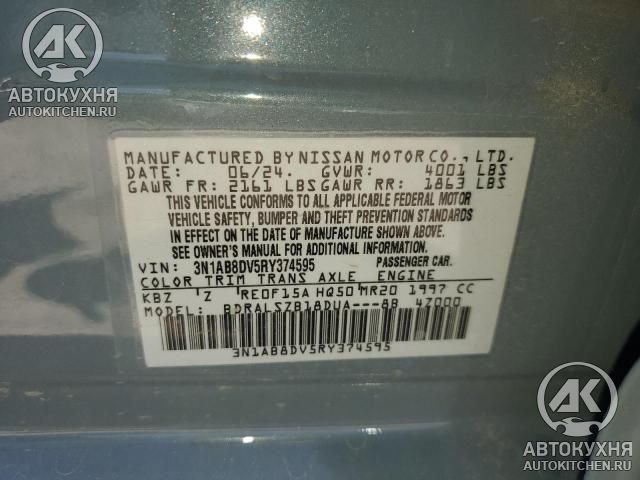 АК
АВТОКУХНЯ
AUTOKITCHEN.RU
MANUFACTURED BY NISSAN MOTOR CO., LTD.
DATE: 06/24. GVWR: 4001 LBS
GAWR FR: 2161 LBS GAWR RR: 1863 LBS
THIS VEHICLE CONFORMS TO ALL APPLICABLE FEDERAL MOTOR
VEHICLE SAFETY, BUMPER AND THEFT PREVENTION STANDARDS
IN EFFECT ON THE DATE OF MANUFACTURE SHOWN ABOVE.
SEE OWNER'S MANUAL FOR ADDITIONAL INFORMATION.
VIN: 3N1AB8DV5RY374595 PASSENGER CAR.
COLOR TRIM TRANS AXLE ENGINE
KBZ Z RE0F15A HQ50 MR20 1997 CC
MODEL: BDRALSZB18DUA---8B 4Z000
3N1AB8DV5RY374595
АК
АВТОКУХНЯ
AUTOKITCHEN.RU